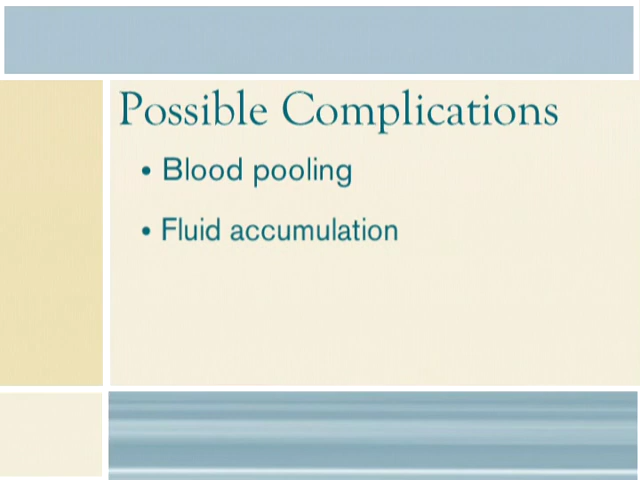 Possible Complications
• Blood pooling
• Fluid accumulation